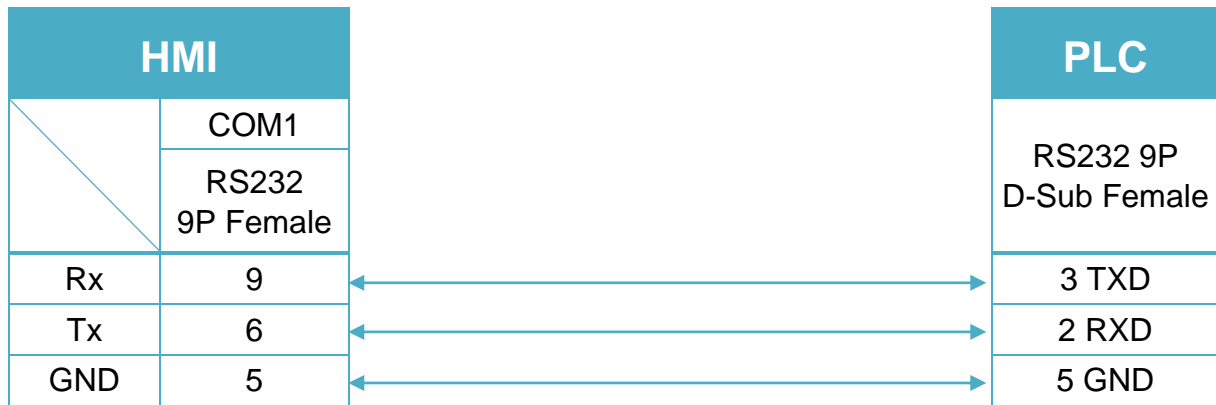 HMI
PLC
COM1
RS232
9P Female
RS232 9P
D-Sub Female
Rx 9 3 TXD
Tx 6 2 RXD
GND 5 5 GND